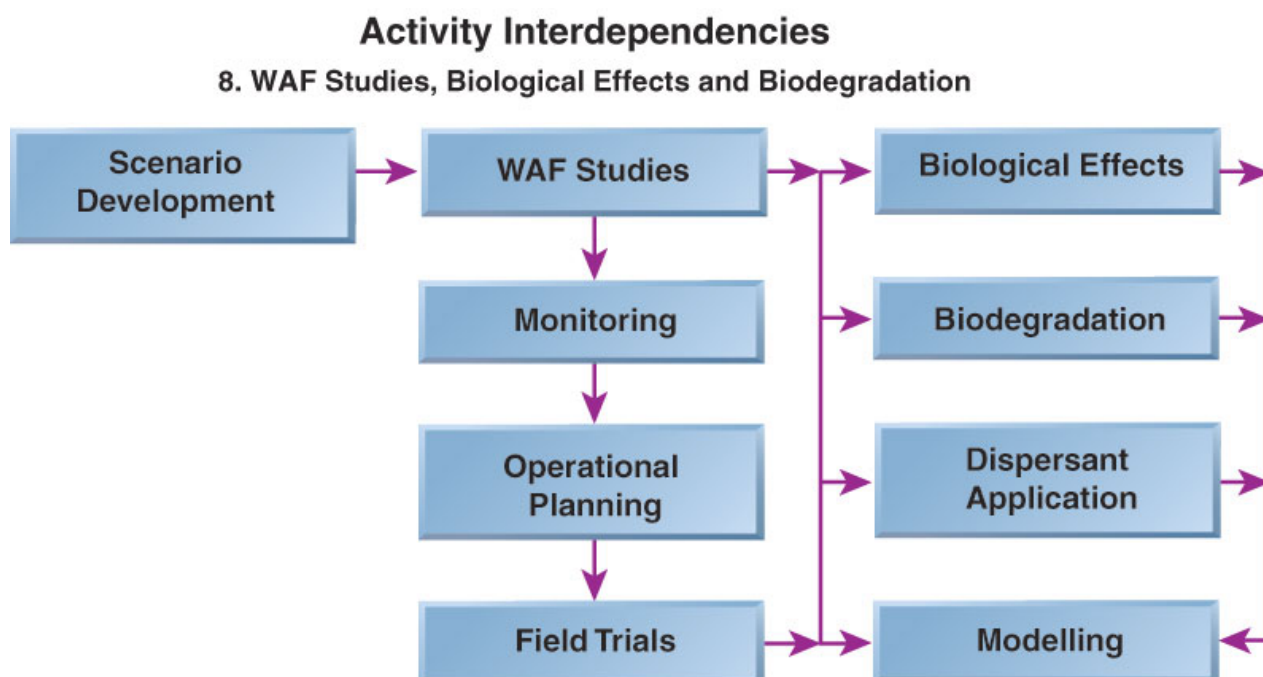 Activity Interdependencies
8. WAF Studies, Biological Effects and Biodegradation
Scenario
Development
WAF Studies
Biological Effects
Monitoring
Biodegradation
Operational
Planning
Dispersant
Application
Field Trials
Modelling